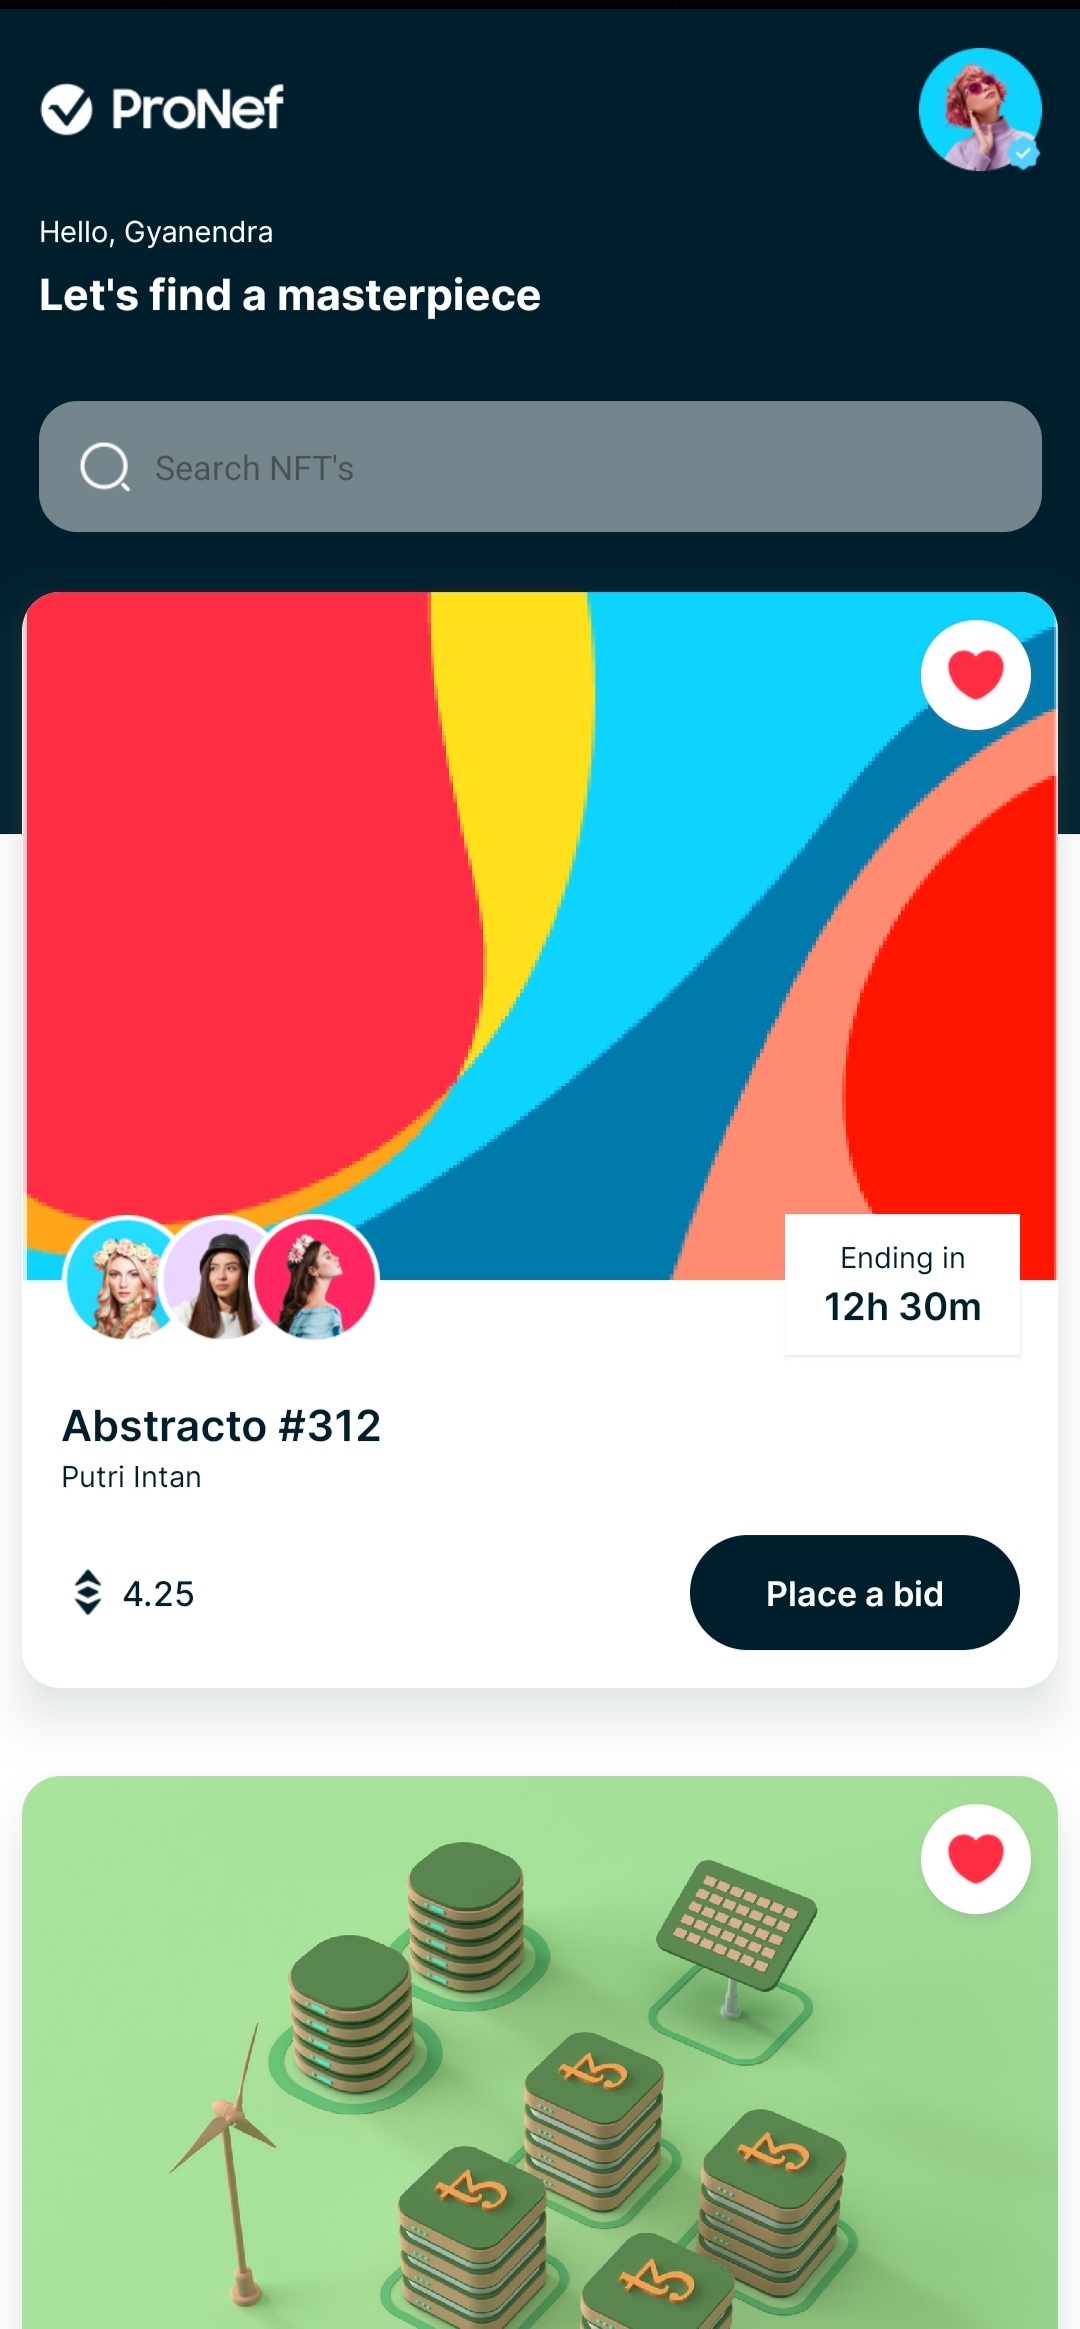 ProNef
Hello, Gyanendra
Let's find a masterpiece
Search NFT's
Ending in
12h 30m
Abstracto #312
Putri Intan
4.25
Place a bid